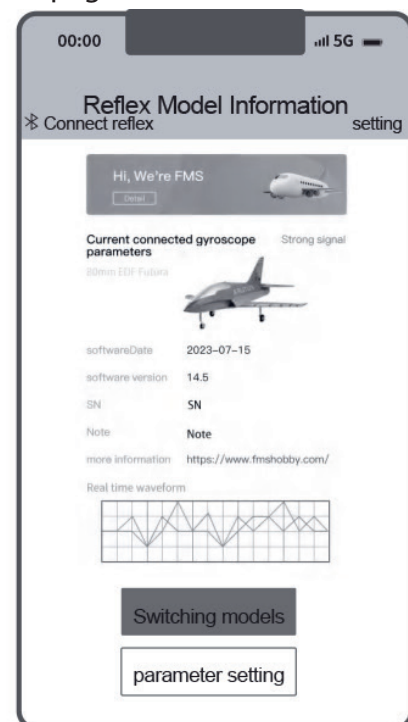 00:00 5G
Reflex Model Information
Connect reflex setting
Hi, We're FMS
Detail
Current connected gyroscope Strong signal
parameters
80mm EDF Futura
softwareDate 2023-07-15
software version 14.5
SN SN
Note Note
more information https://www.fmshobby.com/
Real time waveform
Switching models
parameter setting